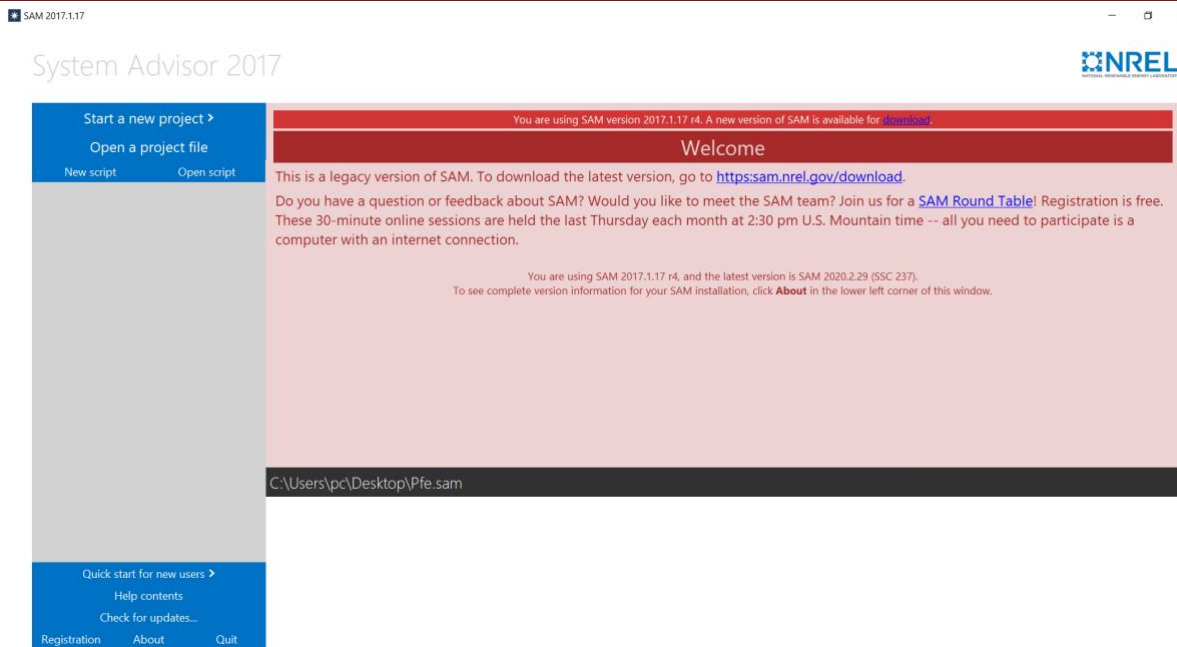 SAM 2017.1.17
System Advisor 2017
NREL
NATIONAL RENEWABLE ENERGY LABORATORY
Start a new project >
Open a project file
New script Open script
You are using SAM version 2017.1.17 r4. A new version of SAM is available for download.
Welcome
This is a legacy version of SAM. To download the latest version, go to https:sam.nrel.gov/download.
Do you have a question or feedback about SAM? Would you like to meet the SAM team? Join us for a SAM Round Table! Registration is free.
These 30-minute online sessions are held the last Thursday each month at 2:30 pm U.S. Mountain time -- all you need to participate is a
computer with an internet connection.
You are using SAM 2017.1.17 r4, and the latest version is SAM 2020.2.29 (SSC 237).
To see complete version information for your SAM installation, click About in the lower left corner of this window.
C:\Users\pc\Desktop\Pfe.sam
Quick start for new users >
Help contents
Check for updates...
Registration About Quit